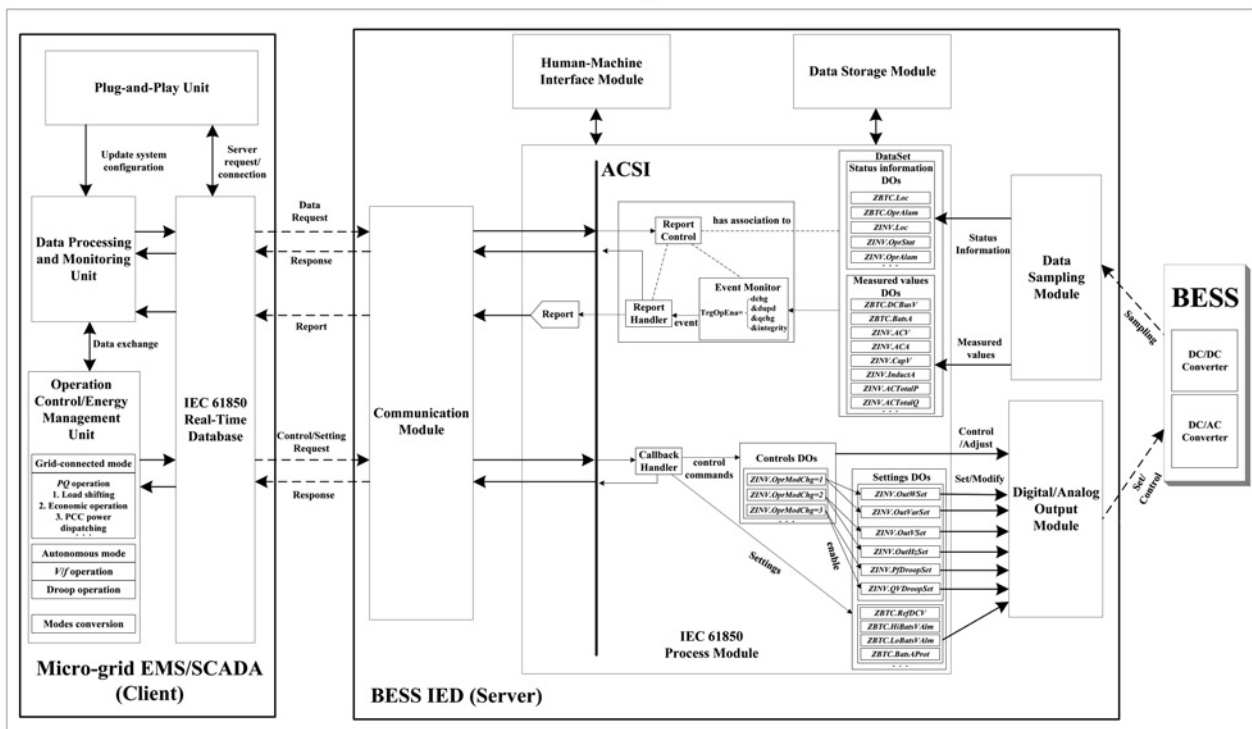 Plug-and-Play Unit
Update system
configuration
Server
request/
connection
Data Processing
and Monitoring
Unit
Data exchange
Operation
Control/Energy
Management
Unit
Grid-connected mode
PQ operation
1. Load shifting
2. Economic operation
3. PCC power
dispatching
. . .
Autonomous mode
V/f operation
Droop operation
Modes conversion
IEC 61850
Real-Time
Database
Micro-grid EMS/SCADA
(Client)
Data
Request
Response
Report
Control/Setting
Request
Response
Communication
Module
BESS IED (Server)
Human-Machine
Interface Module
Data Storage Module
ACSI
Report
Control
has association to
Event Monitor
TrgOpEna=
dchg
&dupd
&qchg
&integrity
event
Report
Handler
Report
DataSet
Status information
DOs
ZBTC.Loc
ZBTC.OprAlam
ZINV.Loc
ZINV.OprStat
ZINV.OprAlam
. . .
Measured values
DOs
ZBTC.DCBusV
ZBTC.BatsA
ZINV.ACV
ZINV.ACA
ZINV.CapV
ZINV.InductA
ZINV.ACTotalP
ZINV.ACTotalQ
. . .
Status
Information
Measured
values
Data
Sampling
Module
Sampling
BESS
DC/DC
Converter
DC/AC
Converter
Callback
Handler
control
commands
Controls DOs
ZINV.OprModChg=1
ZINV.OprModChg=2
ZINV.OprModChg=3
. . .
enable
Settings
Settings DOs
ZINV.OutWSet
ZINV.OutVarSet
ZINV.OutVSet
ZINV.OutHzSet
ZINV.PfDroopSet
ZINV.QVDroopSet
ZBTC.RefDCV
ZBTC.HiBatsVAlm
ZBTC.LoBatsVAlm
ZBTC.BatsAProt
. . .
Control
/Adjust
Set/Modify
Digital/Analog
Output
Module
Set/
Control
IEC 61850
Process Module